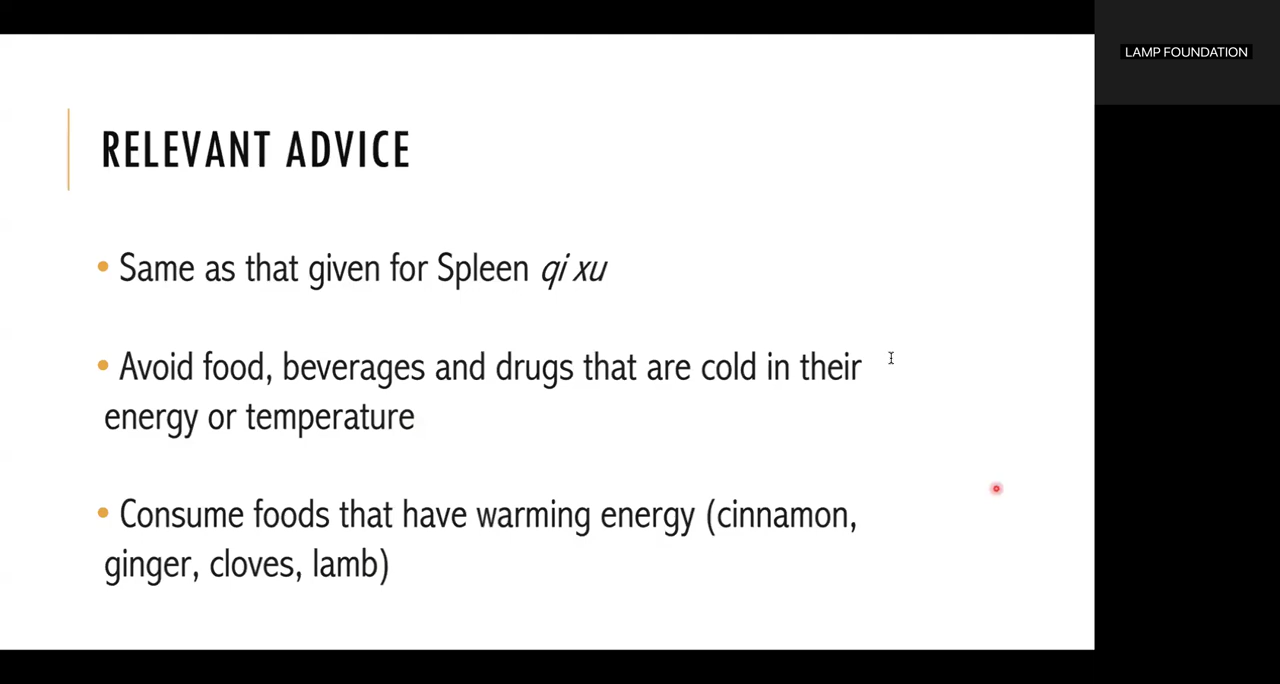 LAMP FOUNDATION
RELEVANT ADVICE
• Same as that given for Spleen qi xu
• Avoid food, beverages and drugs that are cold in their
energy or temperature
• Consume foods that have warming energy (cinnamon,
ginger, cloves, lamb)